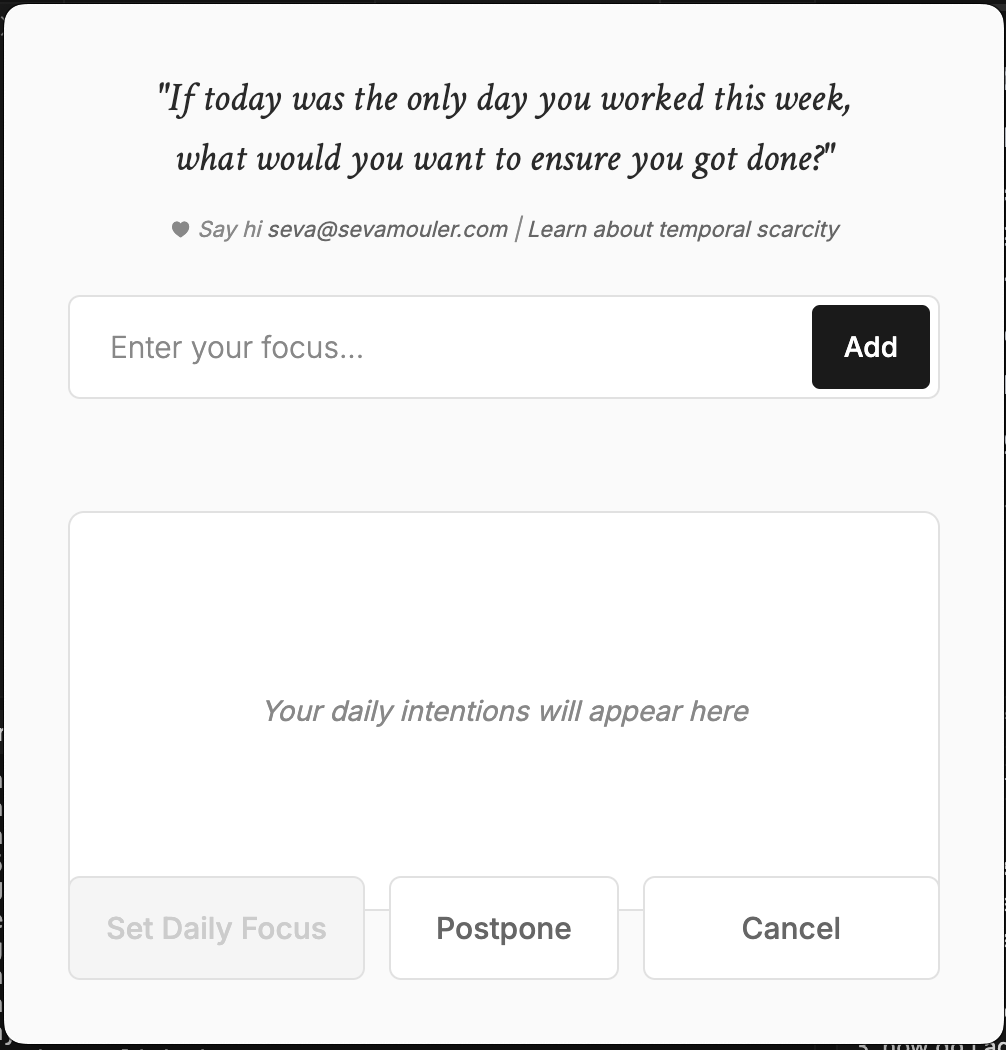 "If today was the only day you worked this week,
what would you want to ensure you got done?"
Say hi seva@sevamouler.com | Learn about temporal scarcity
Enter your focus...
Add
Your daily intentions will appear here
Set Daily Focus
Postpone
Cancel